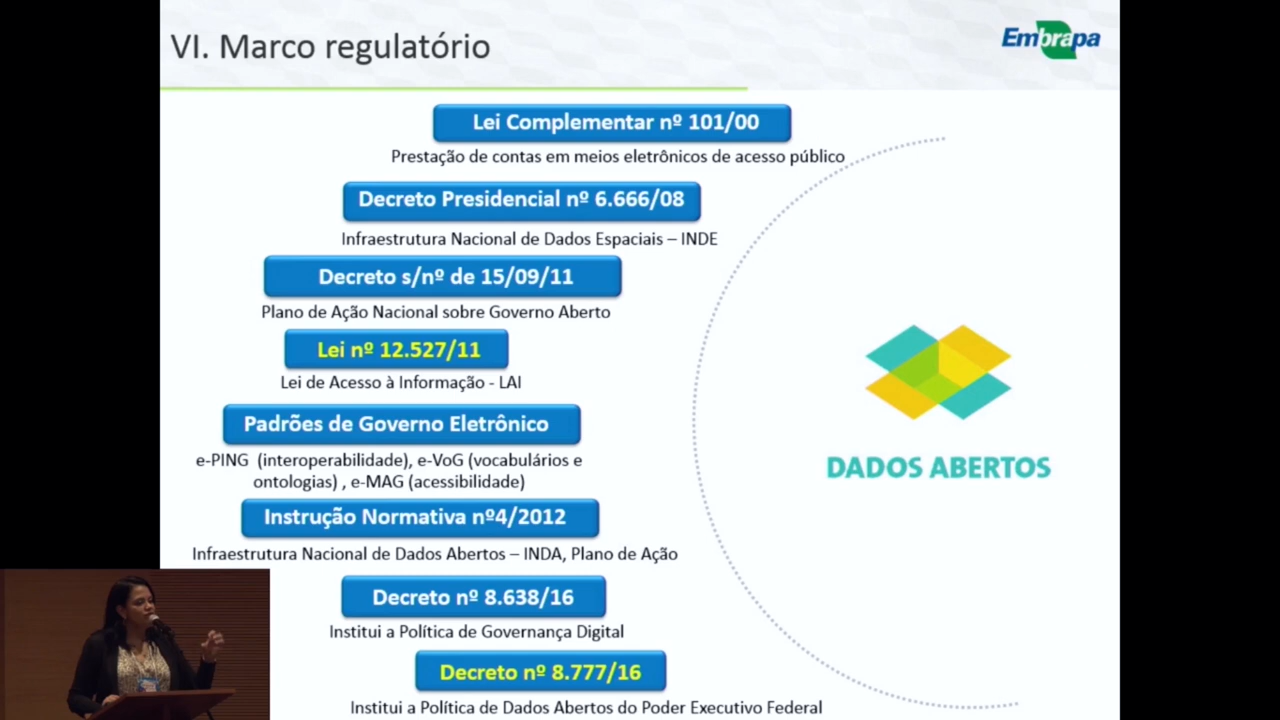 VI. Marco regulatório
Embrapa
Lei Complementar nº 101/00
Prestação de contas em meios eletrônicos de acesso público
Decreto Presidencial nº 6.666/08
Infraestrutura Nacional de Dados Espaciais – INDE
Decreto s/nº de 15/09/11
Plano de Ação Nacional sobre Governo Aberto
Lei nº 12.527/11
Lei de Acesso à Informação - LAI
Padrões de Governo Eletrônico
e-PING (interoperabilidade), e-VoG (vocabulários e
ontologias) , e-MAG (acessibilidade)
Instrução Normativa nº4/2012
Infraestrutura Nacional de Dados Abertos – INDA, Plano de Ação
Decreto nº 8.638/16
Institui a Política de Governança Digital
Decreto nº 8.777/16
Institui a Política de Dados Abertos do Poder Executivo Federal
DADOS ABERTOS